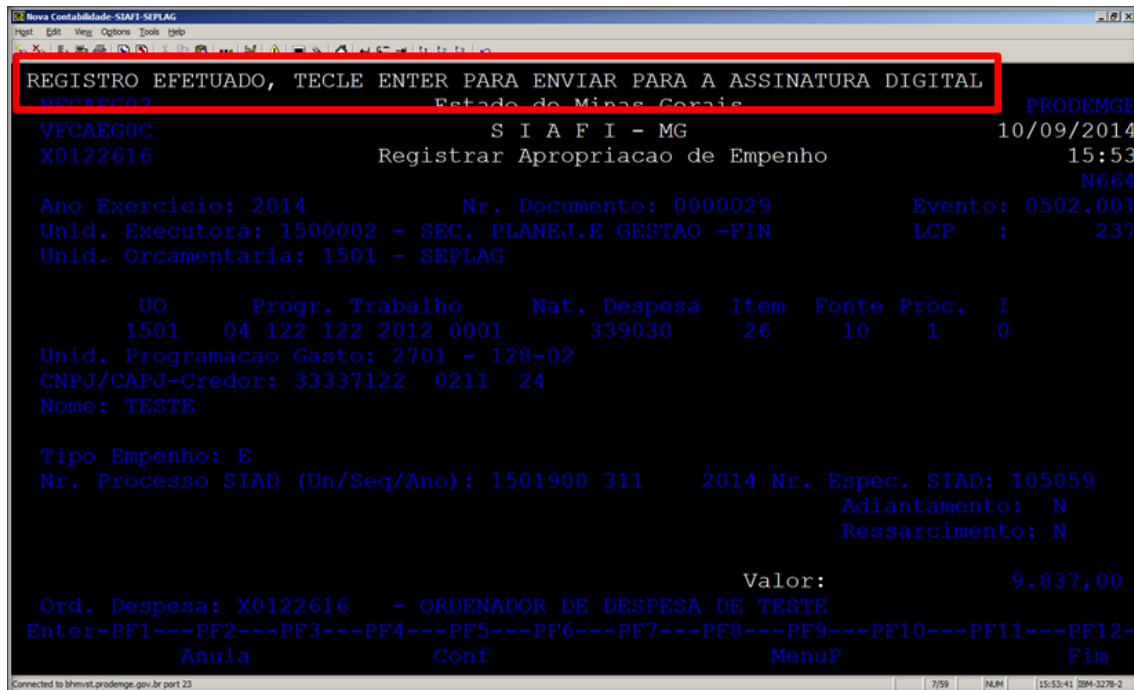 Nova Contabilidade-SIAFI-SEPLAG
Host Edit View Options Tools Help
REGISTRO EFETUADO, TECLE ENTER PARA ENVIAR PARA A ASSINATURA DIGITAL
Estado de Minas Gerais PRODEMGE
VFCAEG0C S I A F I - MG 10/09/2014
X0122616 Registrar Apropriacao de Empenho 15:53
N664
Ano Exercicio: 2014 Nr. Documento: 0000029 Evento: 0502.001
Unid. Executora: 1500002 - SEC. PLANEJ.E GESTAO -FIN LCP : 237
Unid. Orcamentaria: 1501 - SEPLAG
UO Progr. Trabalho Nat. Despesa Item Fonte Proc. I
1501 04 122 122 2012 0001 339030 26 10 1 0
Unid. Programacao Gasto: 2701 - 128-02
CNPJ/CAPJ-Credor: 33337122 0211 24
Nome: TESTE
Tipo Empenho: E
Nr. Processo SIAD (Un/Seq/Ano): 1501900 311 2014 Nr. Espec. SIAD: 105059
Adiantamento: N
Ressarcimento: N
Valor: 9.837,00
Ord. Despesa: X0122616 - ORDENADOR DE DESPESA DE TESTE
Enter-PF1---PF2---PF3---PF4---PF5---PF6---PF7---PF8---PF9---PF10---PF11---PF12-
Anula Conf MenuP Fim
Connected to bhmvst.prodemge.gov.br port 23 7/59 NUM 15:53:41 IBM-3278-2